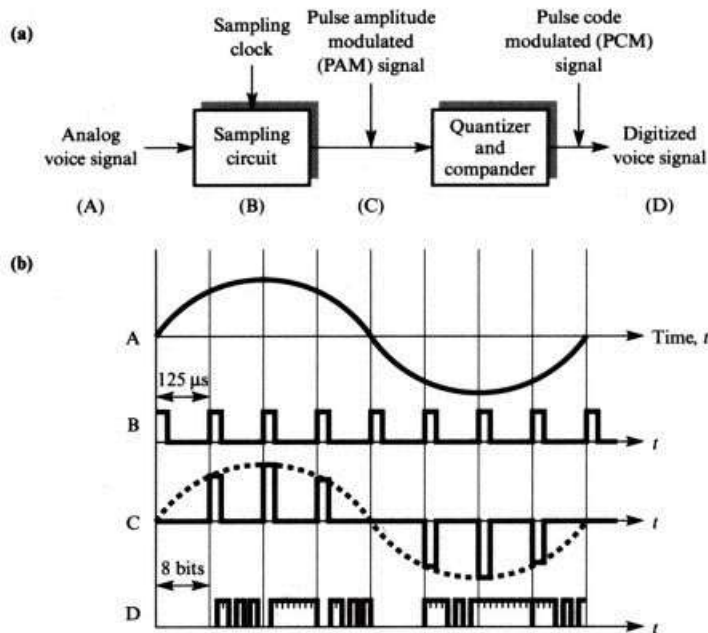 (a)
Sampling
clock
Pulse amplitude
modulated
(PAM) signal
Pulse code
modulated (PCM)
signal
Analog
voice signal
Sampling
circuit
Quantizer
and
compander
Digitized
voice signal
(A)
(B)
(C)
(D)
(b)
A
Time, t
125 μs
B
t
C
t
8 bits
D
t